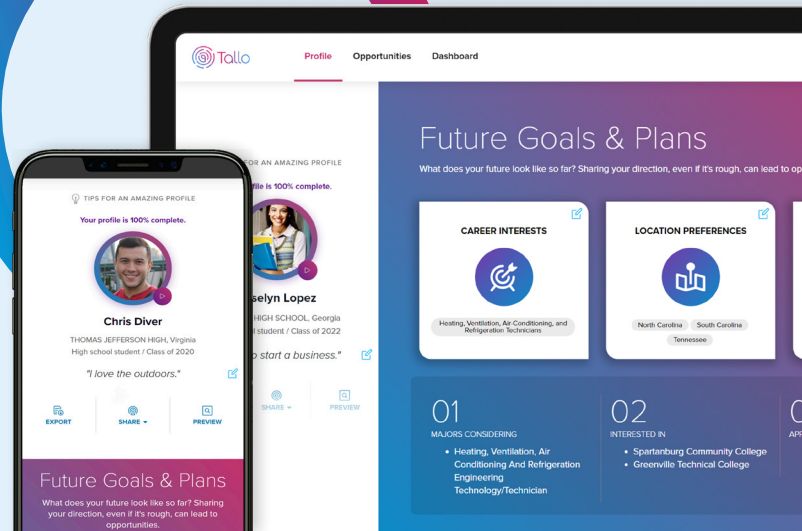 Tallo
Profile Opportunities Dashboard
FOR AN AMAZING PROFILE
file is 100% complete.
selyn Lopez
HIGH SCHOOL, Georgia
l student / Class of 2022
o start a business."
SHARE PREVIEW
Future Goals & Plans
What does your future look like so far? Sharing your direction, even if it's rough, can lead to op
CAREER INTERESTS
Heating, Ventilation, Air Conditioning, and
Refrigeration Technicians
LOCATION PREFERENCES
North Carolina South Carolina
Tennessee
01
MAJORS CONSIDERING
• Heating, Ventilation, Air
Conditioning And Refrigeration
Engineering
Technology/Technician
02
INTERESTED IN
• Spartanburg Community College
• Greenville Technical College
TIPS FOR AN AMAZING PROFILE
Your profile is 100% complete.
Chris Diver
THOMAS JEFFERSON HIGH, Virginia
High school student / Class of 2020
"I love the outdoors."
EXPORT SHARE PREVIEW
Future Goals & Plans
What does your future look like so far? Sharing
your direction, even if it's rough, can lead to
opportunities.